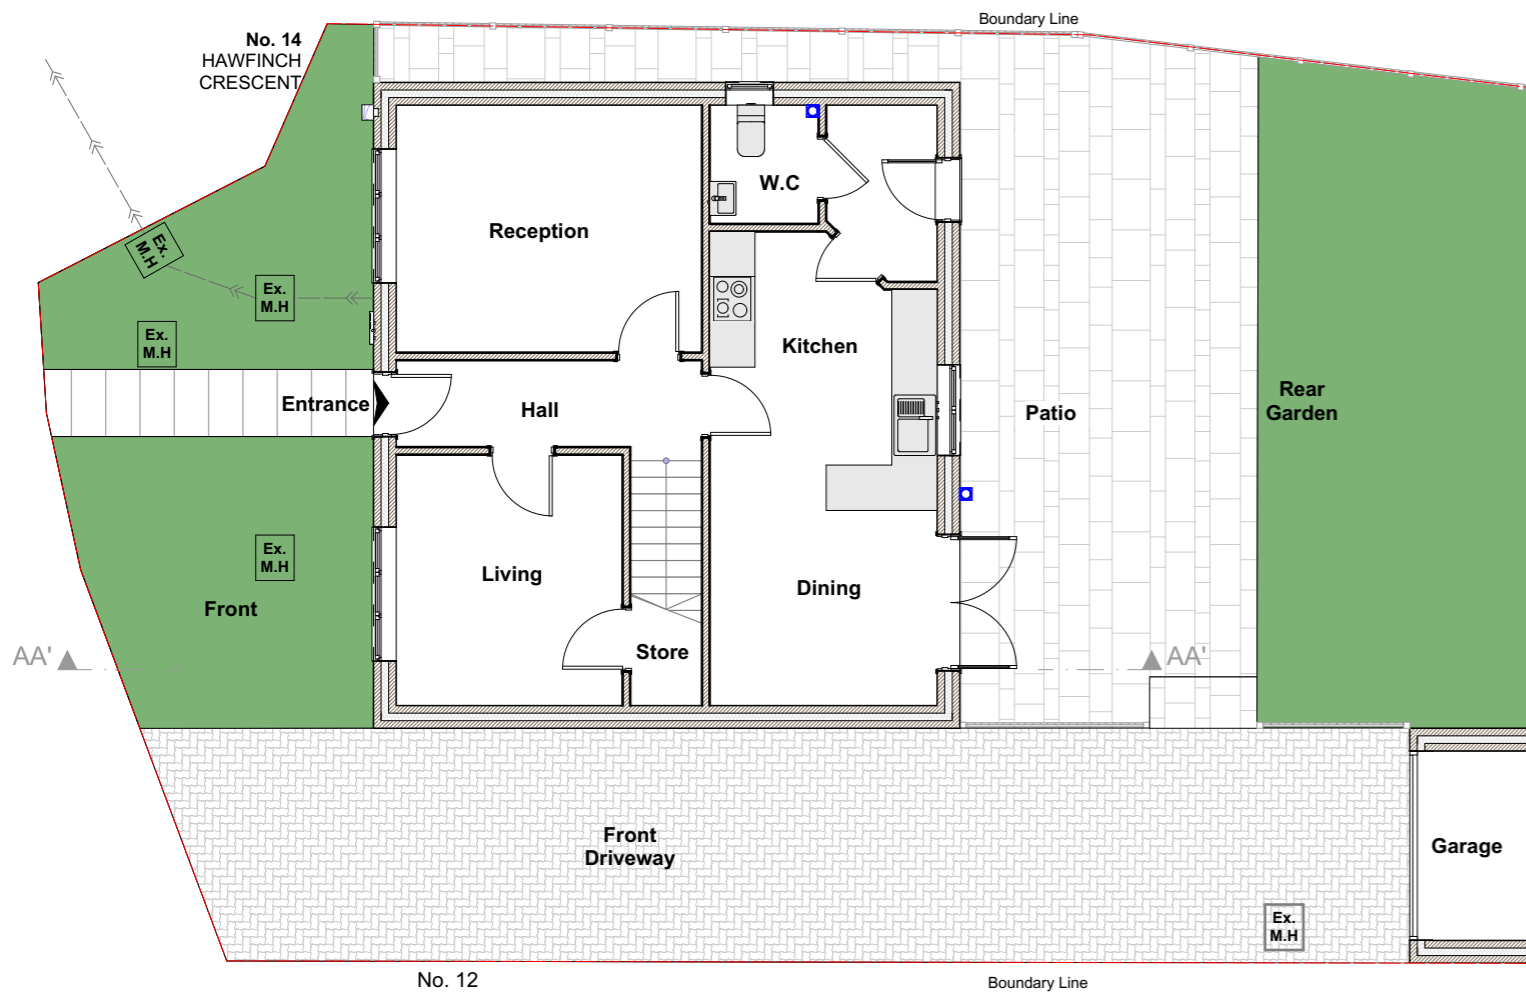 Boundary Line
No. 14
HAWFINCH
CRESCENT
W.C
Reception
Ex.
M.H
Ex.
M.H
Ex.
M.H
Kitchen
Entrance
Hall
Patio
Rear
Garden
Ex.
M.H
Living
Dining
Front
Store
AA'
AA'
Front
Driveway
Garage
Ex.
M.H
No. 12
Boundary Line